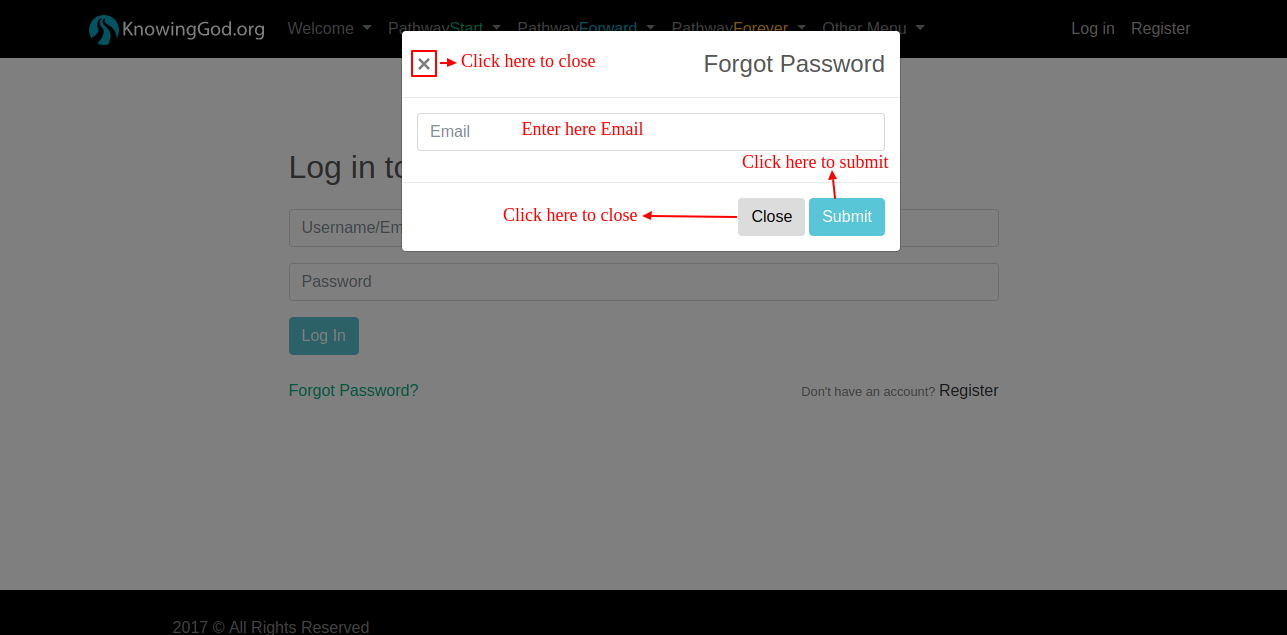 KnowingGod.org Welcome PathwayStart PathwayForward PathwayForever Other Menu Log in Register
× Click here to close Forgot Password
Email Enter here Email
Click here to submit
Log in to
Click here to close Close Submit
Username/Em
Password
Log In
Forgot Password? Don't have an account? Register
2017 © All Rights Reserved